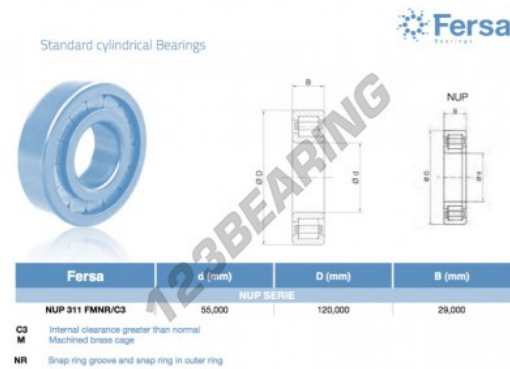 Fersa
Bearings
Standard cylindrical Bearings
B
NUP
B
Ø D
Ø d
Ø D
Ø d
123BEARING
Fersa d (mm) D (mm) B (mm)
NUP SERIE
NUP 311 FMNR/C3 55,000 120,000 29,000
C3 Internal clearance greater than normal
M Machined brass cage
NR Snap ring groove and snap ring in outer ring